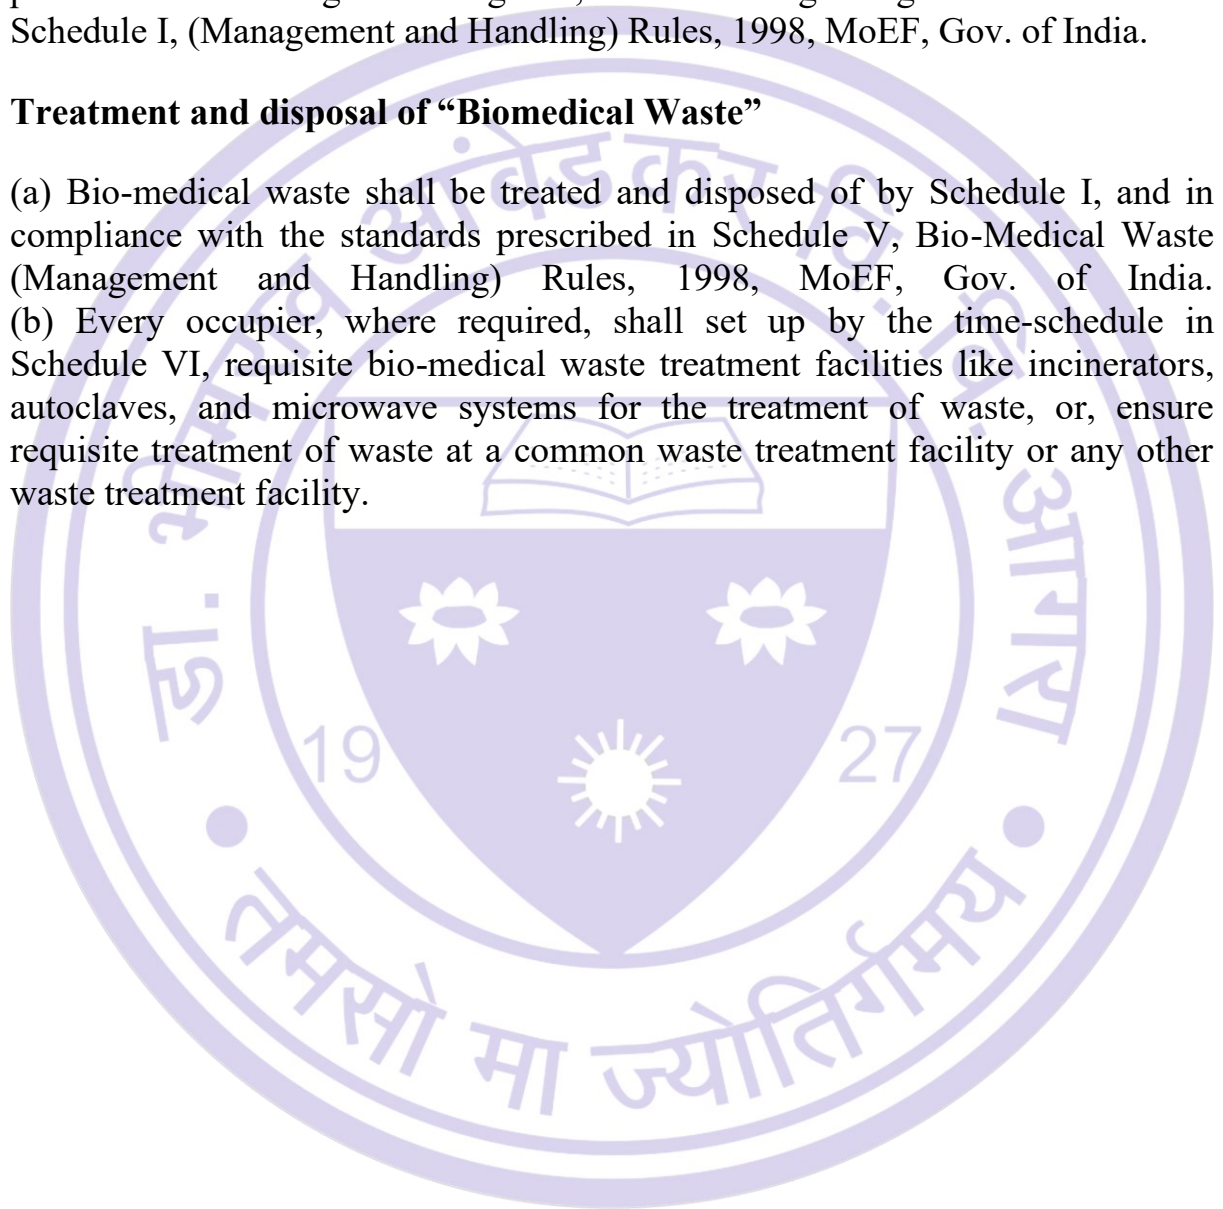 Schedule I, (Management and Handling) Rules, 1998, MoEF, Gov. of India.
Treatment and disposal of “Biomedical Waste”
(a) Bio-medical waste shall be treated and disposed of by Schedule I, and in
compliance with the standards prescribed in Schedule V, Bio-Medical Waste
(Management and Handling) Rules, 1998, MoEF, Gov. of India.
(b) Every occupier, where required, shall set up by the time-schedule in
Schedule VI, requisite bio-medical waste treatment facilities like incinerators,
autoclaves, and microwave systems for the treatment of waste, or, ensure
requisite treatment of waste at a common waste treatment facility or any other
waste treatment facility.
डा. भीमराव आंवेडकर वि. वि. आगरा
19 27
तमसो मा ज्योतिर्गमय